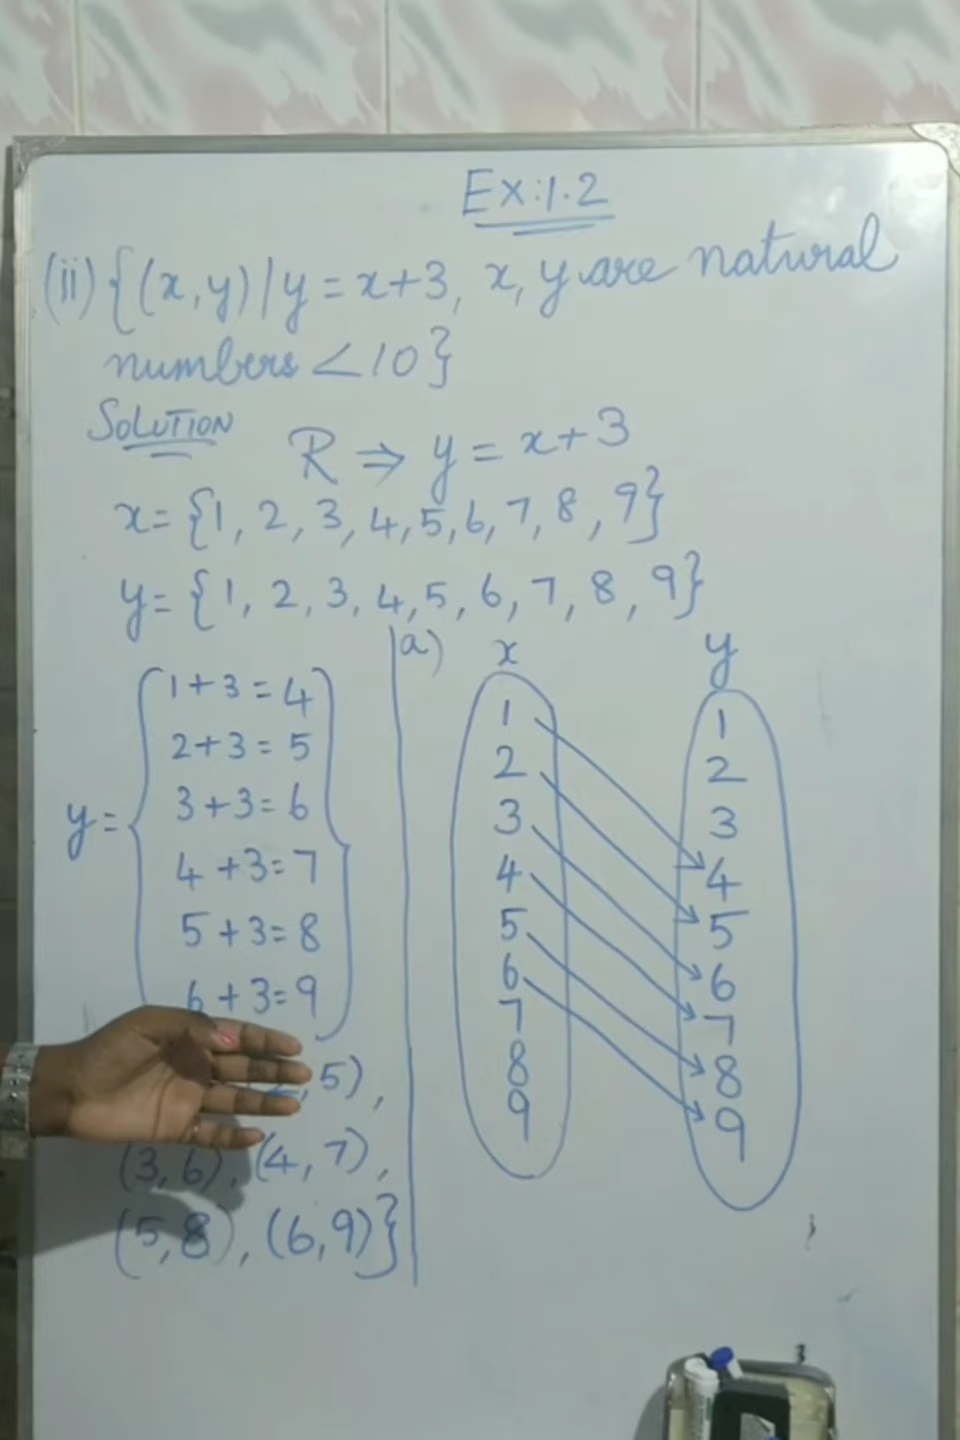 Ex:1.2
(ii) {(x,y)/y = x+3, x, y are natural
numbers < 10}
SOLUTION
R ⇒ y = x+3
x = {1, 2, 3, 4, 5, 6, 7, 8, 9}
y = {1, 2, 3, 4, 5, 6, 7, 8, 9}
y =
1 + 3 = 4
2 + 3 = 5
3 + 3 = 6
4 + 3 = 7
5 + 3 = 8
6 + 3 = 9
, 5),
(3, 6), (4, 7),
(5, 8), (6, 9)}
a)
x
1
2
3
4
5
6
7
8
9
y
1
2
3
4
5
6
7
8
9